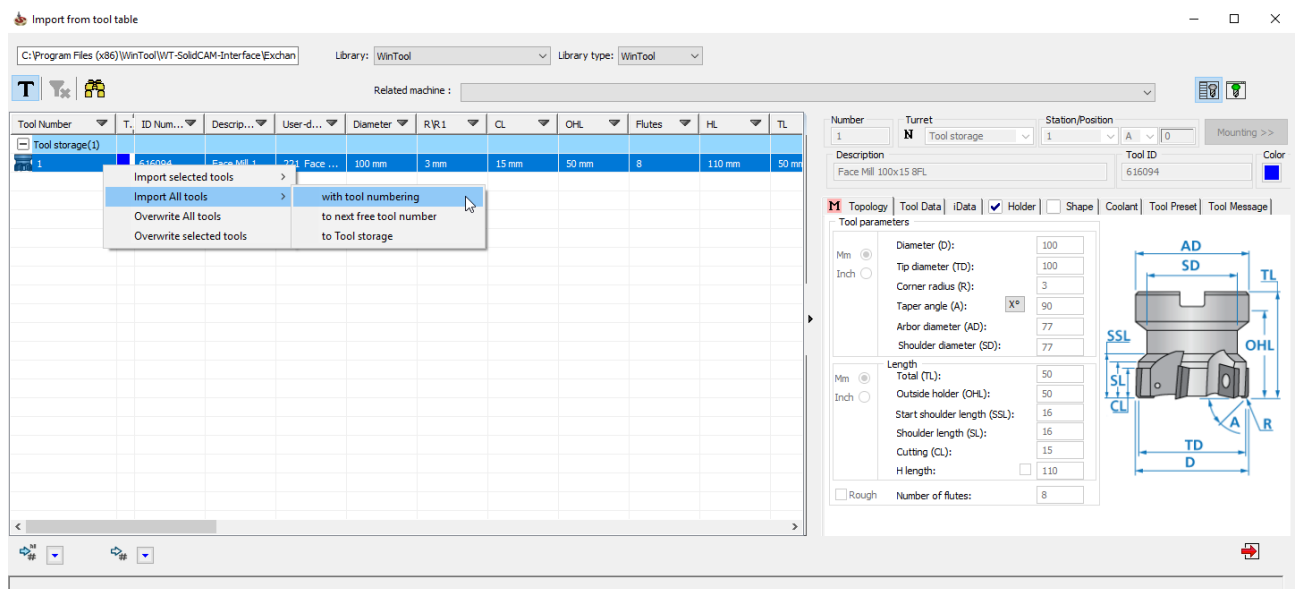 Import from tool table
C:\Program Files (x86)\WinTool\WT-SolidCAM-Interface\Exchan Library: WinTool Library type: WinTool
T Related machine :
Tool Number T. ID Num... Descrip... User-d... Diameter R\R1 CL OHL Flutes HL TL
Tool storage(1)
1 616094 Face Mill 1 221 Face ... 100 mm 3 mm 15 mm 50 mm 8 110 mm 50 mm
Import selected tools >
Import All tools >
Overwrite All tools
Overwrite selected tools
with tool numbering
to next free tool number
to Tool storage
Number Turret Station/Position
1 N Tool storage 1 A 0 Mounting >>
Description Tool ID Color
Face Mill 100x15 8FL 616094
M Topology Tool Data iData Holder Shape Coolant Tool Preset Tool Message
Tool parameters
Mm
Inch
Diameter (D): 100
Tip diameter (TD): 100
Corner radius (R): 3
Taper angle (A): X° 90
Arbor diameter (AD): 77
Shoulder diameter (SD): 77
Length
Mm
Inch
Total (TL): 50
Outside holder (OHL): 50
Start shoulder length (SSL): 16
Shoulder length (SL): 16
Cutting (CL): 15
H length: 110
Rough Number of flutes: 8
AD
SD
TL
SSL
OHL
SL
CL
A
R
TD
D
M
#
#